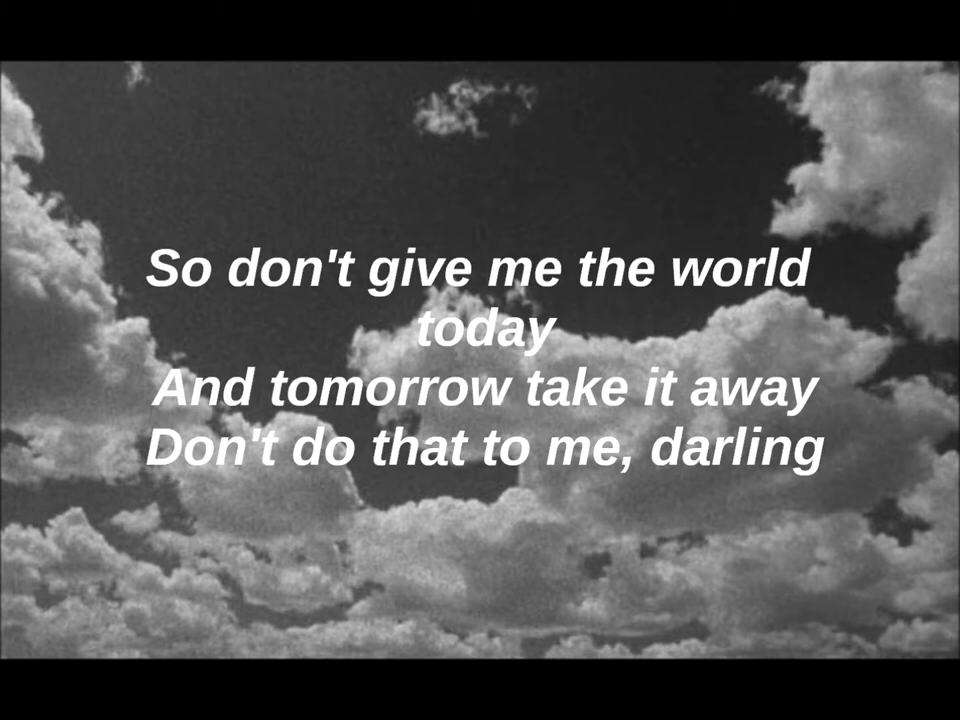 So don't give me the world
today
And tomorrow take it away
Don't do that to me, darling